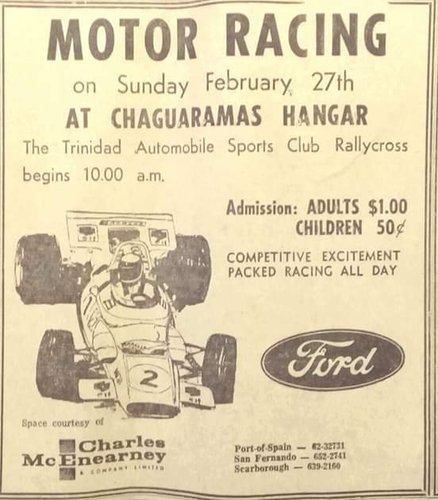 MOTOR RACING
on Sunday February 27th
AT CHAGUARAMAS HANGAR
The Trinidad Automobile Sports Club Rallycross
begins 10.00 a.m.
Admission: ADULTS $1.00
CHILDREN 50¢
COMPETITIVE EXCITEMENT
PACKED RACING ALL DAY
2
Ford
Space courtesy of
Charles
McEnearney
& COMPANY LIMITED
Port-of-Spain — 62-32731
San Fernando — 652-2741
Scarborough — 639-2160